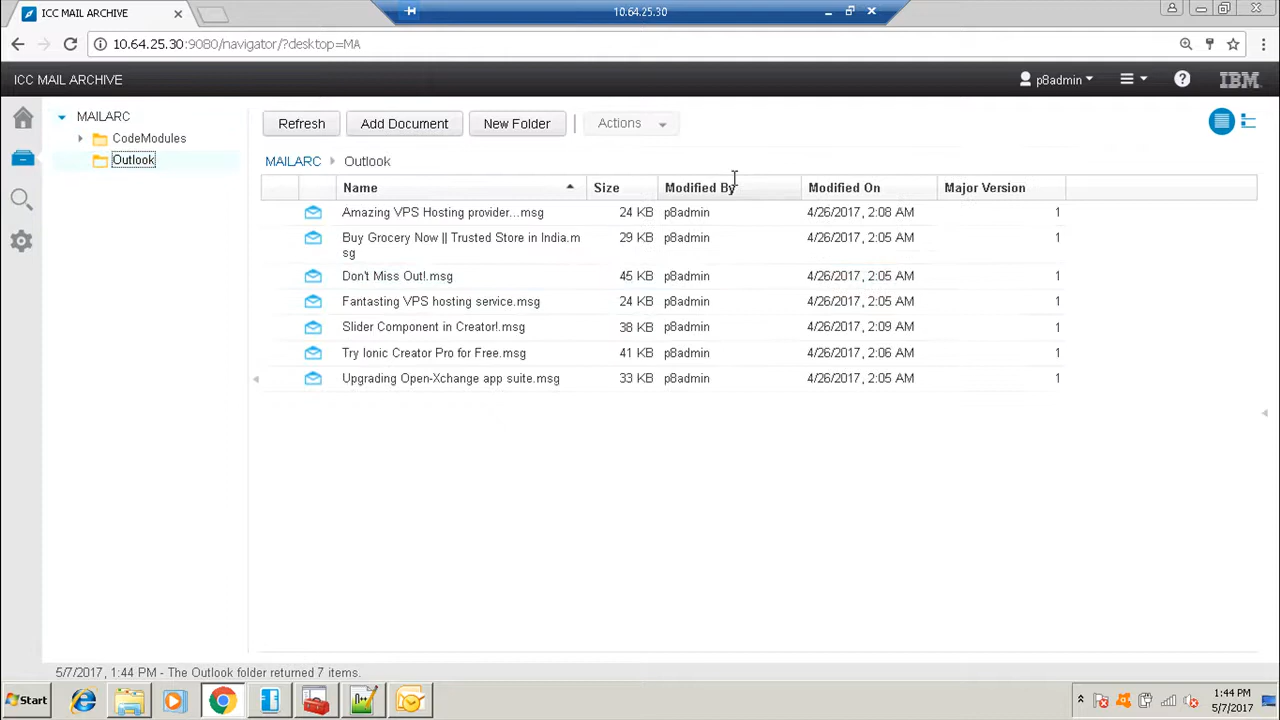 ICC MAIL ARCHIVE
10.64.25.30
10.64.25.30:9080/navigator/?desktop=MA
ICC MAIL ARCHIVE
p8admin
IBM
MAILARC
CodeModules
Outlook
Refresh
Add Document
New Folder
Actions
MAILARC
Outlook
Name Size Modified By Modified On Major Version
Amazing VPS Hosting provider...msg 24 KB p8admin 4/26/2017, 2:08 AM 1
Buy Grocery Now || Trusted Store in India.m 29 KB p8admin 4/26/2017, 2:05 AM 1
sg
Don't Miss Out!.msg 45 KB p8admin 4/26/2017, 2:05 AM 1
Fantasting VPS hosting service.msg 24 KB p8admin 4/26/2017, 2:05 AM 1
Slider Component in Creator!.msg 38 KB p8admin 4/26/2017, 2:09 AM 1
Try Ionic Creator Pro for Free.msg 41 KB p8admin 4/26/2017, 2:06 AM 1
Upgrading Open-Xchange app suite.msg 33 KB p8admin 4/26/2017, 2:05 AM 1
5/7/2017, 1:44 PM - The Outlook folder returned 7 items.
Start
1:44 PM
5/7/2017